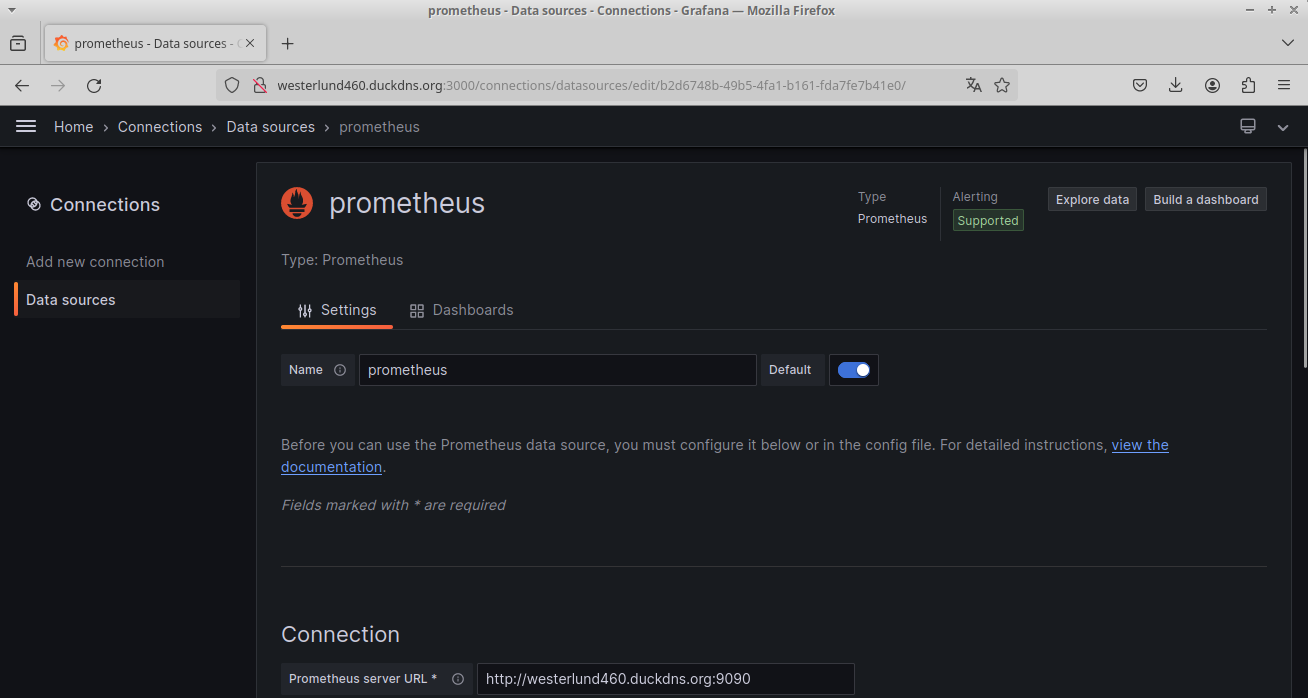 prometheus - Data sources - Connections - Grafana — Mozilla Firefox
prometheus - Data sources -
westerlund460.duckdns.org:3000/connections/datasources/edit/b2d6748b-49b5-4fa1-b161-fda7fe7b41e0/
Home › Connections › Data sources › prometheus
Connections
Add new connection
Data sources
prometheus
Type
Prometheus
Alerting
Supported
Explore data
Build a dashboard
Type: Prometheus
Settings
Dashboards
Name
prometheus
Default
Before you can use the Prometheus data source, you must configure it below or in the config file. For detailed instructions, view the
documentation.
Fields marked with * are required
Connection
Prometheus server URL *
http://westerlund460.duckdns.org:9090